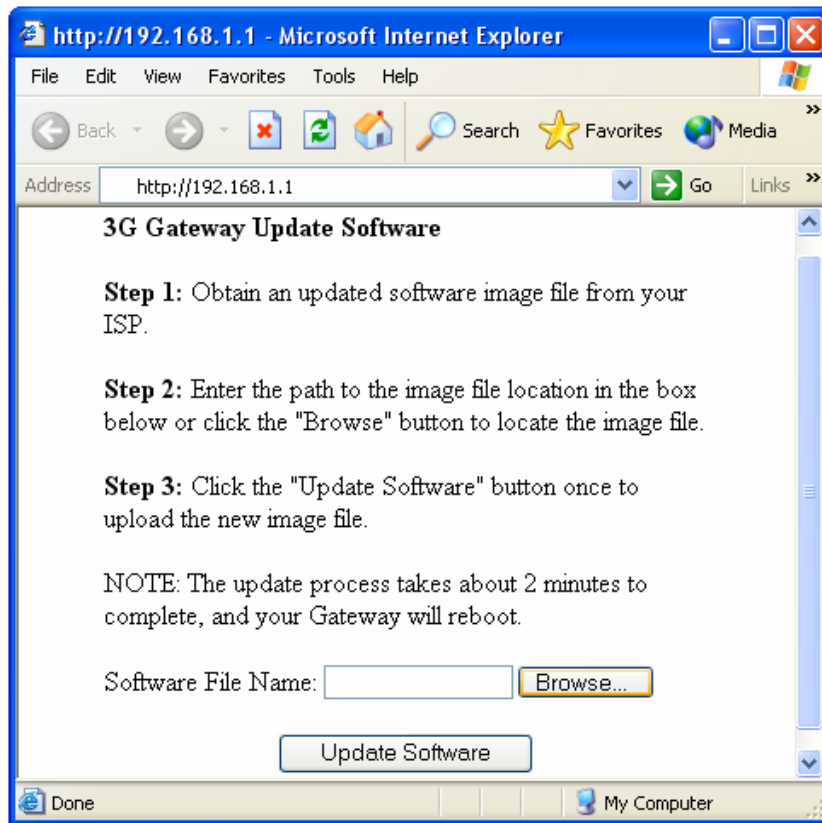 http://192.168.1.1 - Microsoft Internet Explorer
File Edit View Favorites Tools Help
Back Search Favorites Media »
Address http://192.168.1.1 Go Links »
3G Gateway Update Software
Step 1: Obtain an updated software image file from your
ISP.
Step 2: Enter the path to the image file location in the box
below or click the "Browse" button to locate the image file.
Step 3: Click the "Update Software" button once to
upload the new image file.
NOTE: The update process takes about 2 minutes to
complete, and your Gateway will reboot.
Software File Name: Browse...
Update Software
Done My Computer